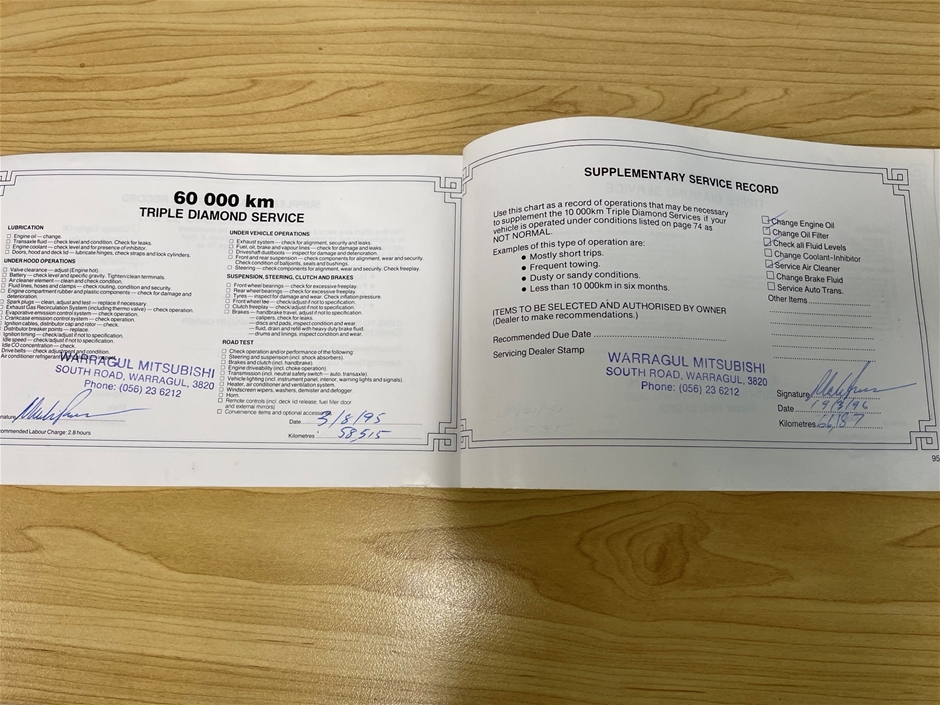 60 000 km
TRIPLE DIAMOND SERVICE
LUBRICATION
Engine oil — change.
Transaxle fluid — check level and condition. Check for leaks.
Engine coolant — check level and for presence of inhibitor.
Doors, hood and deck lid — lubricate hinges, check straps and lock cylinders.
UNDER HOOD OPERATIONS
Valve clearance — adjust (Engine hot).
Battery — check level and specific gravity. Tighten/clean terminals.
Air cleaner element — clean and check condition.
Fluid lines, hoses and clamps — check routing, condition and security.
Engine compartment rubber and plastic components — check for damage and
deterioration.
Spark plugs — clean, adjust and test — replace if necessary.
Exhaust Gas Recirculation System (including thermo valve) — check operation.
Evaporative emission control system — check operation.
Crankcase emission control system — check operation.
Ignition cables, distributor cap and rotor — check.
Distributor breaker points — replace.
Ignition timing — check/adjust if not to specification.
Idle speed — check/adjust if not to specification.
Idle CO concentration — check.
Drive belts — check adjustment and condition.
Air conditioner refrigerant
WARRAGUL MITSUBISHI
SOUTH ROAD, WARRAGUL, 3820
Phone: (056) 23 6212
Recommended Labour Charge: 2.8 hours
UNDER VEHICLE OPERATIONS
Exhaust system — check for alignment, security and leaks.
Fuel, oil, brake and vapour lines — check for damage and leaks.
Driveshaft dustboots — inspect for damage and deterioration.
Front and rear suspension — check components for alignment, wear and security.
Check condition of balljoints, seals and bushings.
Steering — check components for alignment, wear and security. Check freeplay.
SUSPENSION, STEERING, CLUTCH AND BRAKES
Front wheel bearings — check for excessive freeplay.
Rear wheel bearings — check for excessive freeplay.
Tyres — inspect for damage and wear. Check inflation pressure.
Front wheel toe — check/adjust if not to specification.
Clutch freeplay — check/adjust if not to specification.
Brakes — handbrake travel, adjust if not to specification.
— calipers, check for leaks.
— discs and pads, inspect condition and wear.
— fluid, drain and refill with heavy duty brake fluid.
— drums and lining, inspect condition and wear.
ROAD TEST
Check operation and/or performance of the following:
Steering and suspension (incl. shock absorbers).
Brakes and clutch (incl. handbrake).
Engine driveability (incl. choke operation).
Transmission (incl. neutral safety switch — auto. transaxle).
Vehicle lighting (incl. instrument panel, interior, warning lights and signals).
Heater, air conditioner and ventilation system.
Windscreen wipers, washers, demister and defogger.
Horn.
Remote controls (incl. deck lid release, fuel filler door
and external mirrors)
Convenience items and optional accessories
Date 3/8/95
Kilometres 58,515
SUPPLEMENTARY SERVICE RECORD
Use this chart as a record of operations that may be necessary
to supplement the 10 000km Triple Diamond Services if your
vehicle is operated under conditions listed on page 74 as
NOT NORMAL.
Examples of this type of operation are:
• Mostly short trips.
• Frequent towing.
• Dusty or sandy conditions.
• Less than 10 000km in six months.
ITEMS TO BE SELECTED AND AUTHORISED BY OWNER
(Dealer to make recommendations.)
Recommended Due Date
Servicing Dealer Stamp
WARRAGUL MITSUBISHI
SOUTH ROAD, WARRAGUL, 3820
Phone: (056) 23 6212
Change Engine Oil
Change Oil Filter
Check all Fluid Levels
Change Coolant-Inhibitor
Service Air Cleaner
Change Brake Fluid
Service Auto Trans.
Other Items
Signature
Date 19/3/96
Kilometres 66,187
95